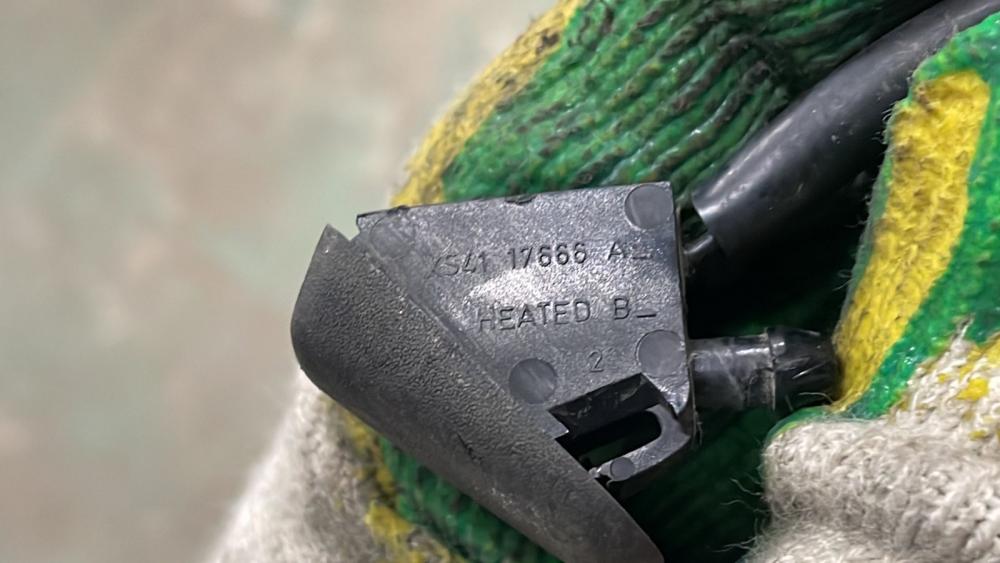 XS41 17666 A_
HEATED B_
2